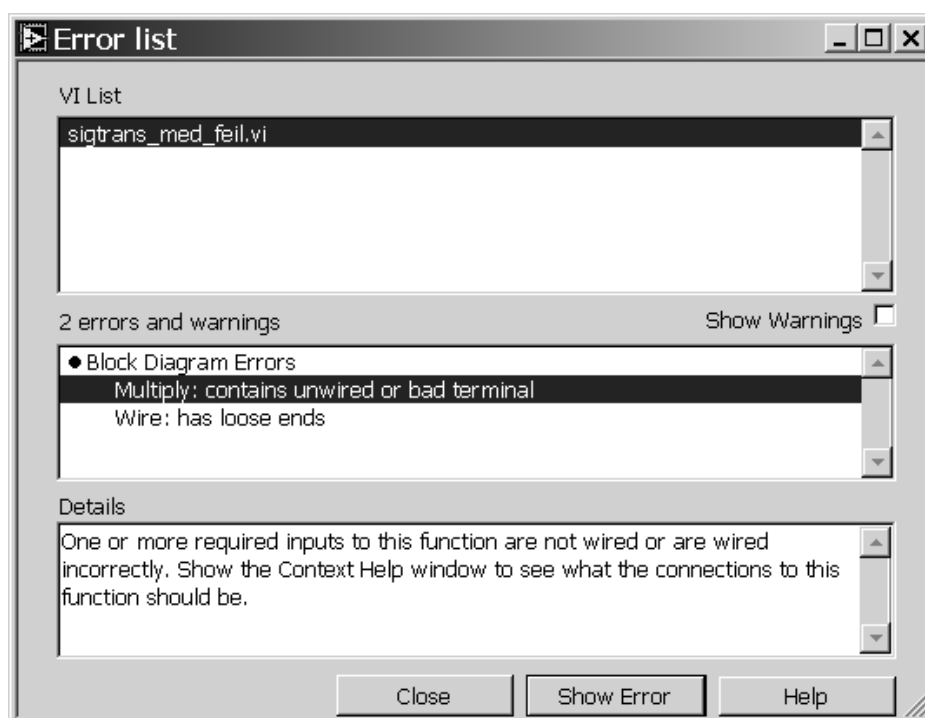 Error list
VI List
sigtrans_med_feil.vi
2 errors and warnings
Show Warnings
Block Diagram Errors
Multiply: contains unwired or bad terminal
Wire: has loose ends
Details
One or more required inputs to this function are not wired or are wired
incorrectly. Show the Context Help window to see what the connections to this
function should be.
Close
Show Error
Help